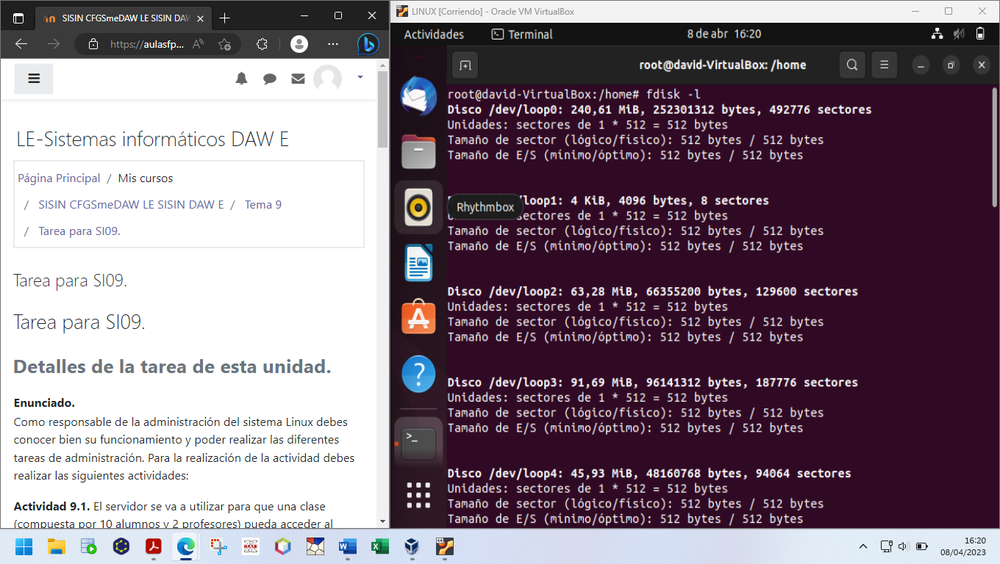 SISIN CFGSmeDAW LE SISIN DAW
https://aulasfp...
LE-Sistemas informáticos DAW E
Página Principal / Mis cursos
/ SISIN CFGSmeDAW LE SISIN DAW E / Tema 9
/ Tarea para SI09.
Tarea para SI09.
Tarea para SI09.
Detalles de la tarea de esta unidad.
Enunciado.
Como responsable de la administración del sistema Linux debes
conocer bien su funcionamiento y poder realizar las diferentes
tareas de administración. Para la realización de la actividad debes
realizar las siguientes actividades:
Actividad 9.1. El servidor se va a utilizar para que una clase
(compuesta por 10 alumnos y 2 profesores) pueda acceder al
LINUX [Corriendo] - Oracle VM VirtualBox
Actividades Terminal 8 de abr 16:20
root@david-VirtualBox: /home
root@david-VirtualBox:/home# fdisk -l
Disco /dev/loop0: 240,61 MiB, 252301312 bytes, 492776 sectores
Unidades: sectores de 1 * 512 = 512 bytes
Tamaño de sector (lógico/físico): 512 bytes / 512 bytes
Tamaño de E/S (mínimo/óptimo): 512 bytes / 512 bytes
loop1: 4 KiB, 4096 bytes, 8 sectores
Rhythmbox
sectores de 1 * 512 = 512 bytes
Tamaño de sector (lógico/físico): 512 bytes / 512 bytes
Tamaño de E/S (mínimo/óptimo): 512 bytes / 512 bytes
Disco /dev/loop2: 63,28 MiB, 66355200 bytes, 129600 sectores
Unidades: sectores de 1 * 512 = 512 bytes
Tamaño de sector (lógico/físico): 512 bytes / 512 bytes
Tamaño de E/S (mínimo/óptimo): 512 bytes / 512 bytes
Disco /dev/loop3: 91,69 MiB, 96141312 bytes, 187776 sectores
Unidades: sectores de 1 * 512 = 512 bytes
Tamaño de sector (lógico/físico): 512 bytes / 512 bytes
Tamaño de E/S (mínimo/óptimo): 512 bytes / 512 bytes
Disco /dev/loop4: 45,93 MiB, 48160768 bytes, 94064 sectores
Unidades: sectores de 1 * 512 = 512 bytes
Tamaño de sector (lógico/físico): 512 bytes / 512 bytes
Tamaño de E/S (mínimo/óptimo): 512 bytes / 512 bytes
16:20
08/04/2023